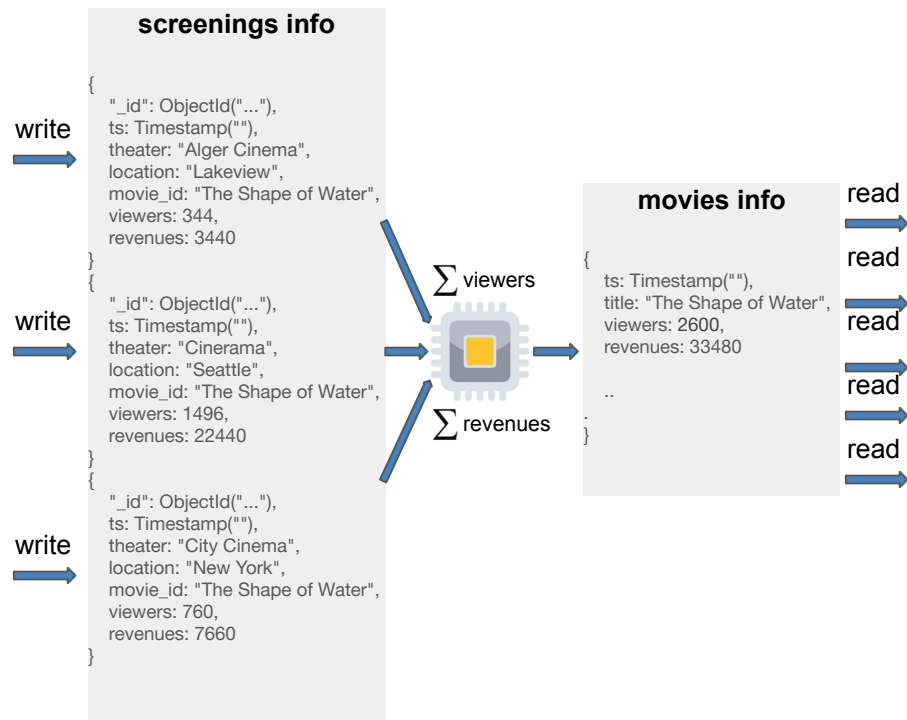 screenings info
write
{
"_id": ObjectId("..."),
ts: Timestamp(""),
theater: "Alger Cinema",
location: "Lakeview",
movie_id: "The Shape of Water",
viewers: 344,
revenues: 3440
}
write
{
"_id": ObjectId("..."),
ts: Timestamp(""),
theater: "Cinerama",
location: "Seattle",
movie_id: "The Shape of Water",
viewers: 1496,
revenues: 22440
}
write
{
"_id": ObjectId("..."),
ts: Timestamp(""),
theater: "City Cinema",
location: "New York",
movie_id: "The Shape of Water",
viewers: 760,
revenues: 7660
}
∑ viewers
∑ revenues
movies info
{
ts: Timestamp(""),
title: "The Shape of Water",
viewers: 2600,
revenues: 33480
..
.
}
read
read
read
read
read